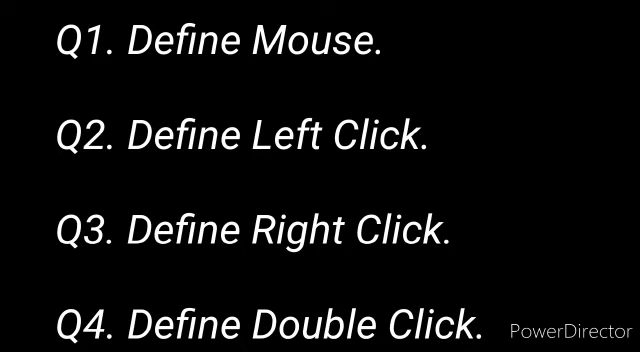 Q1. Define Mouse.
Q2. Define Left Click.
Q3. Define Right Click.
Q4. Define Double Click.
PowerDirector